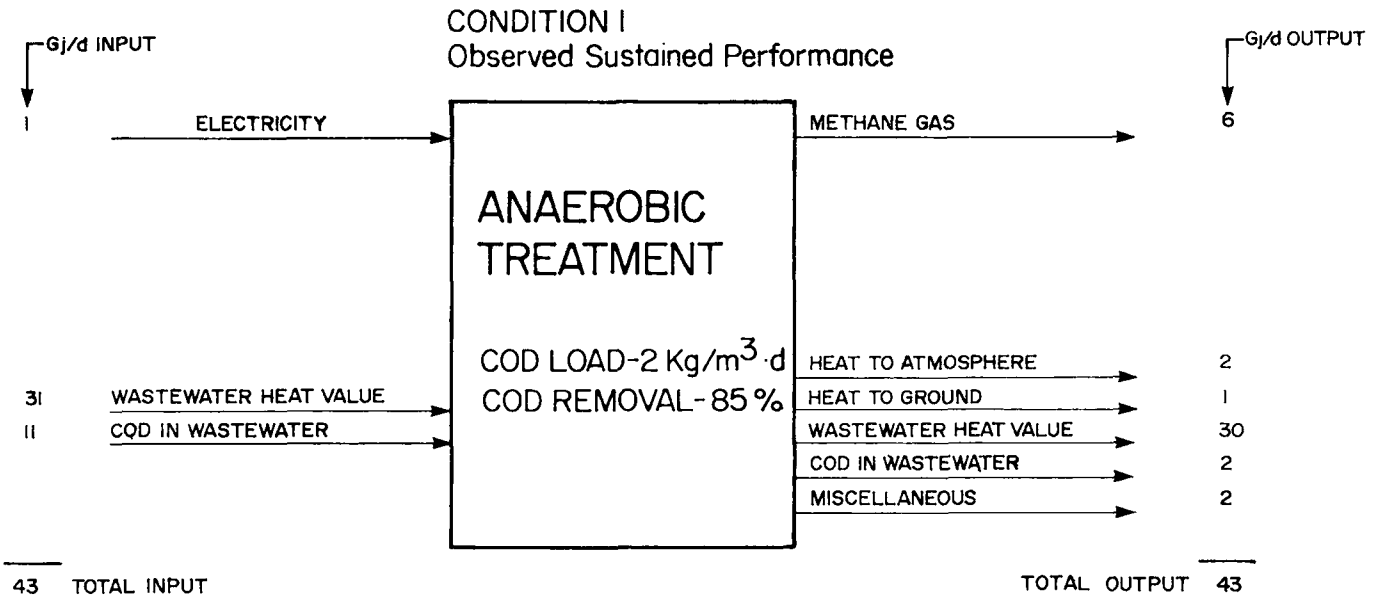 CONDITION I
Observed Sustained Performance
Gj/d INPUT
Gj/d OUTPUT
1 ELECTRICITY
METHANE GAS 6
ANAEROBIC
TREATMENT
COD LOAD-2 Kg/m³·d
COD REMOVAL-85%
31 WASTEWATER HEAT VALUE
11 COD IN WASTEWATER
HEAT TO ATMOSPHERE 2
HEAT TO GROUND 1
WASTEWATER HEAT VALUE 30
COD IN WASTEWATER 2
MISCELLANEOUS 2
43 TOTAL INPUT
TOTAL OUTPUT 43